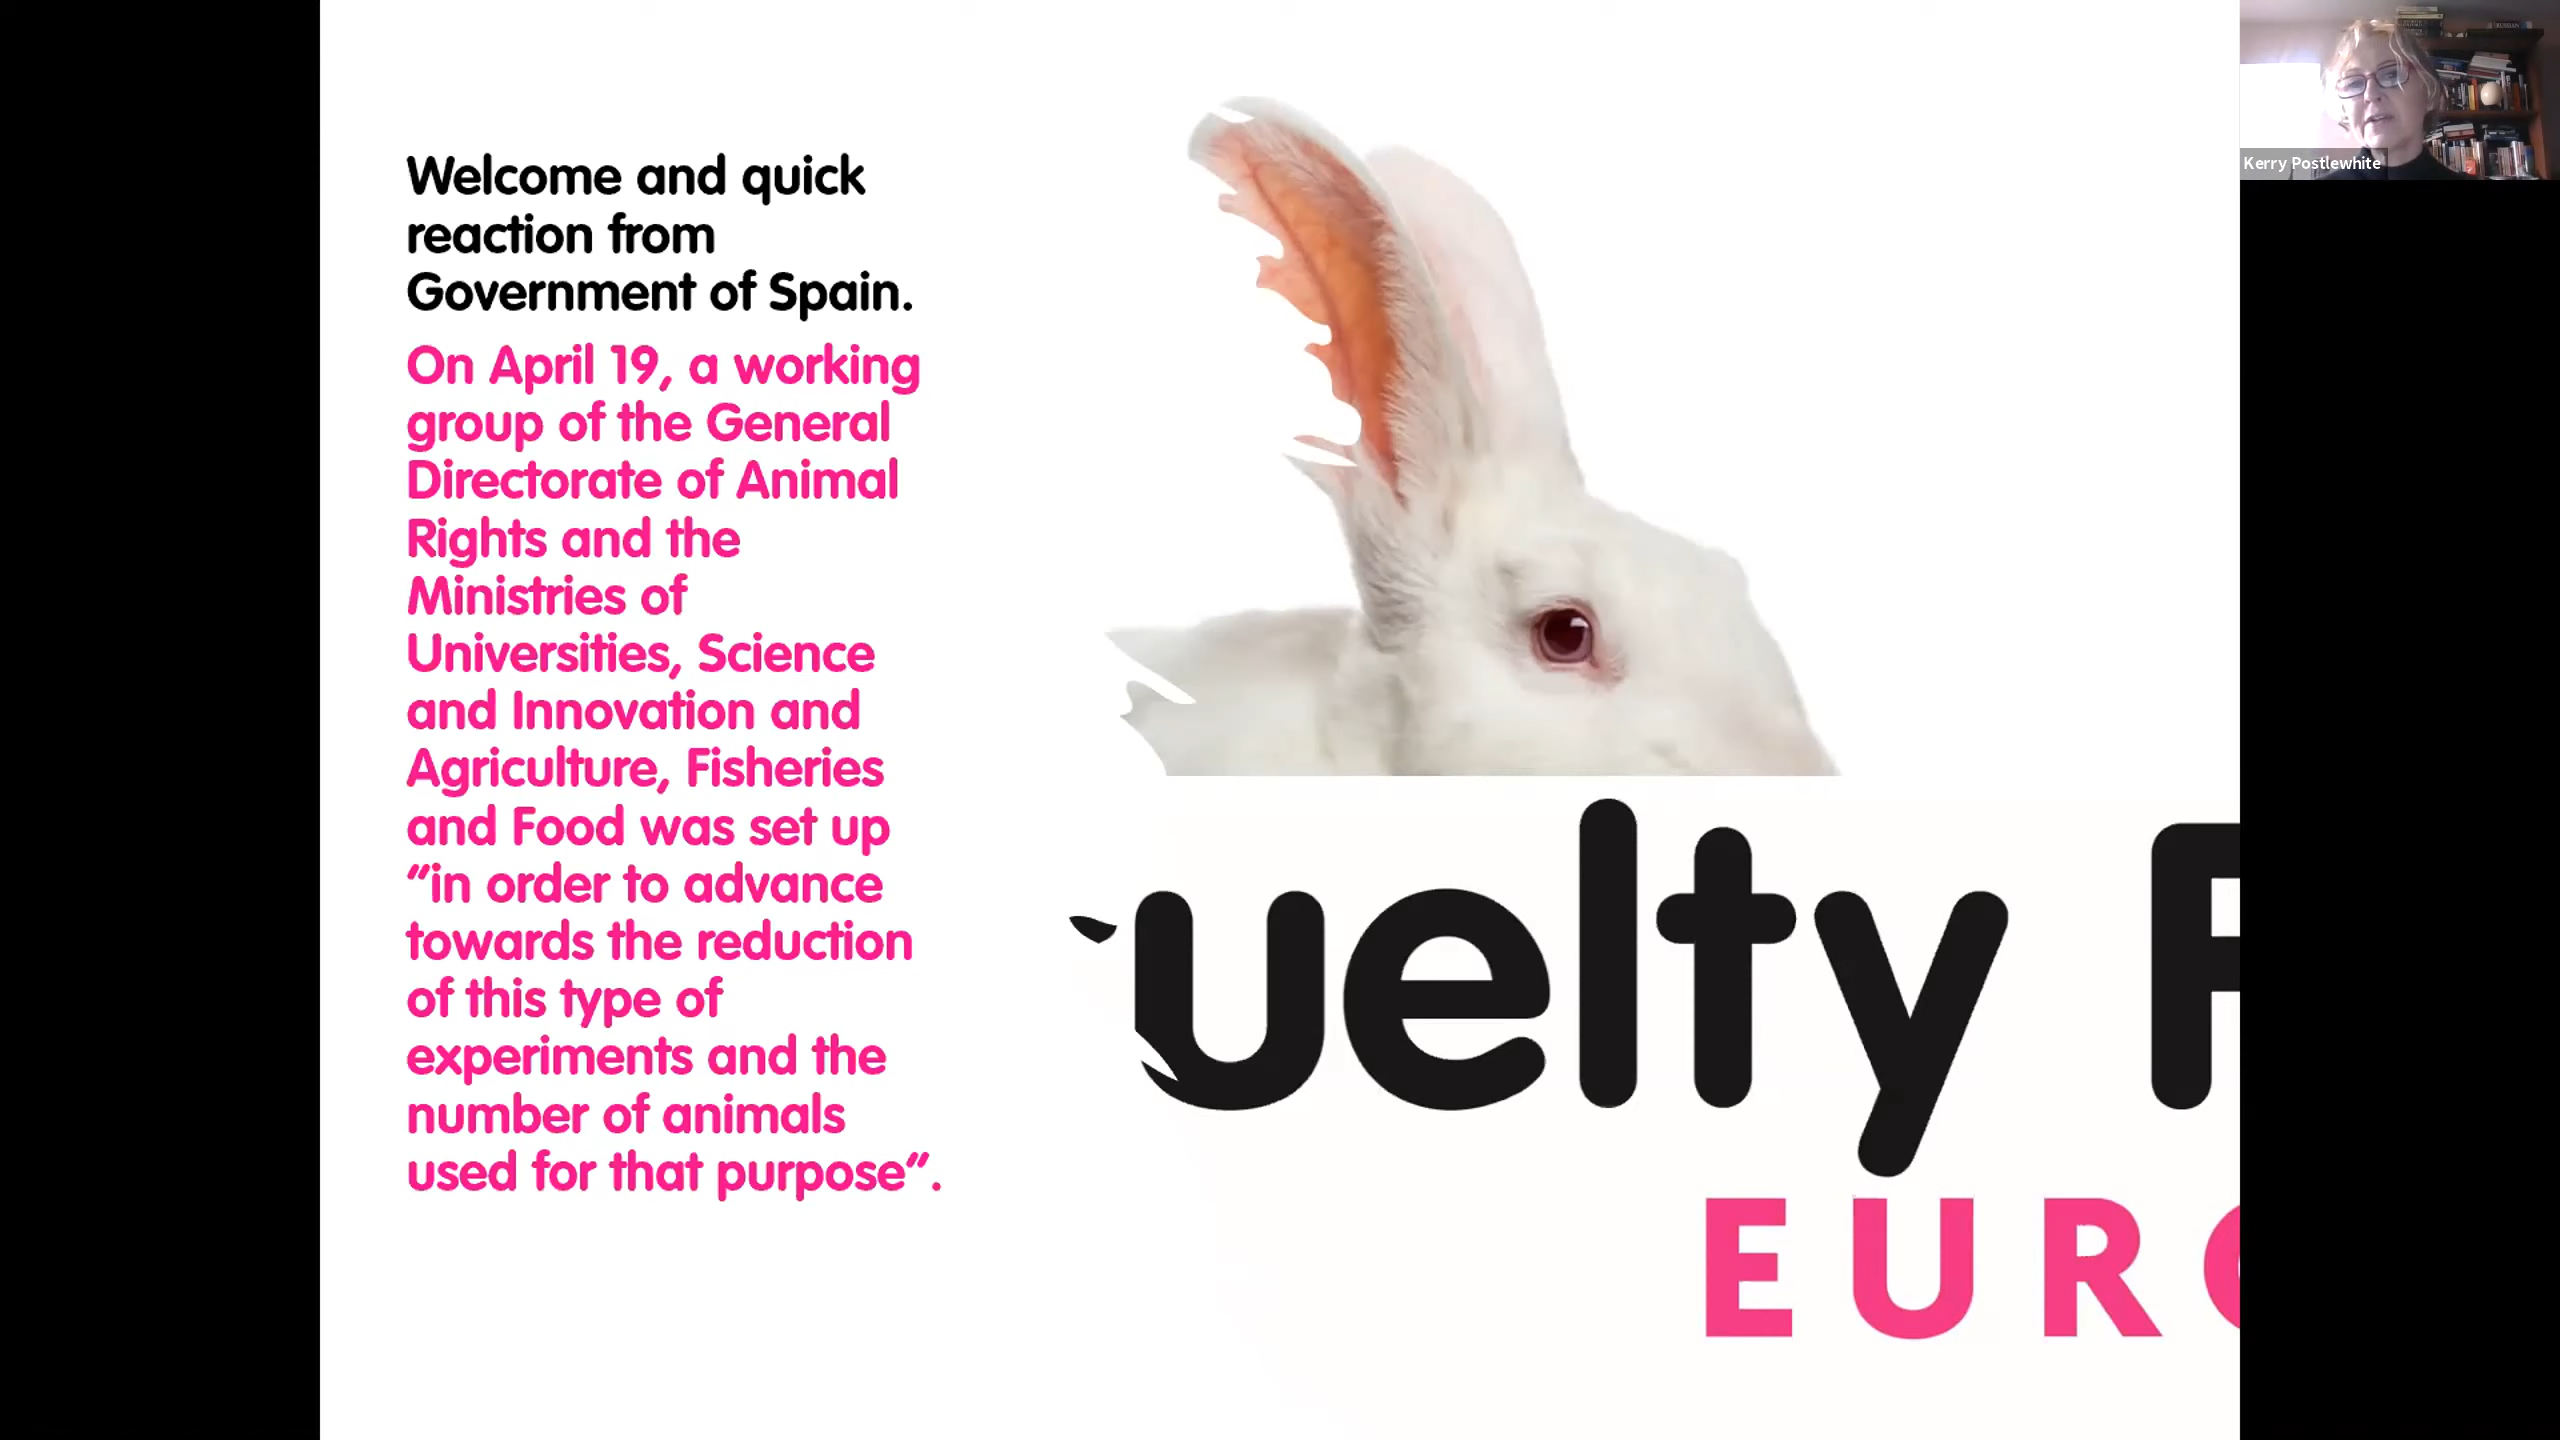 Welcome and quick
reaction from
Government of Spain.
On April 19, a working
group of the General
Directorate of Animal
Rights and the
Ministries of
Universities, Science
and Innovation and
Agriculture, Fisheries
and Food was set up
“in order to advance
towards the reduction
of this type of
experiments and the
number of animals
used for that purpose”.
uelty F
EURO
Kerry Postlewhite